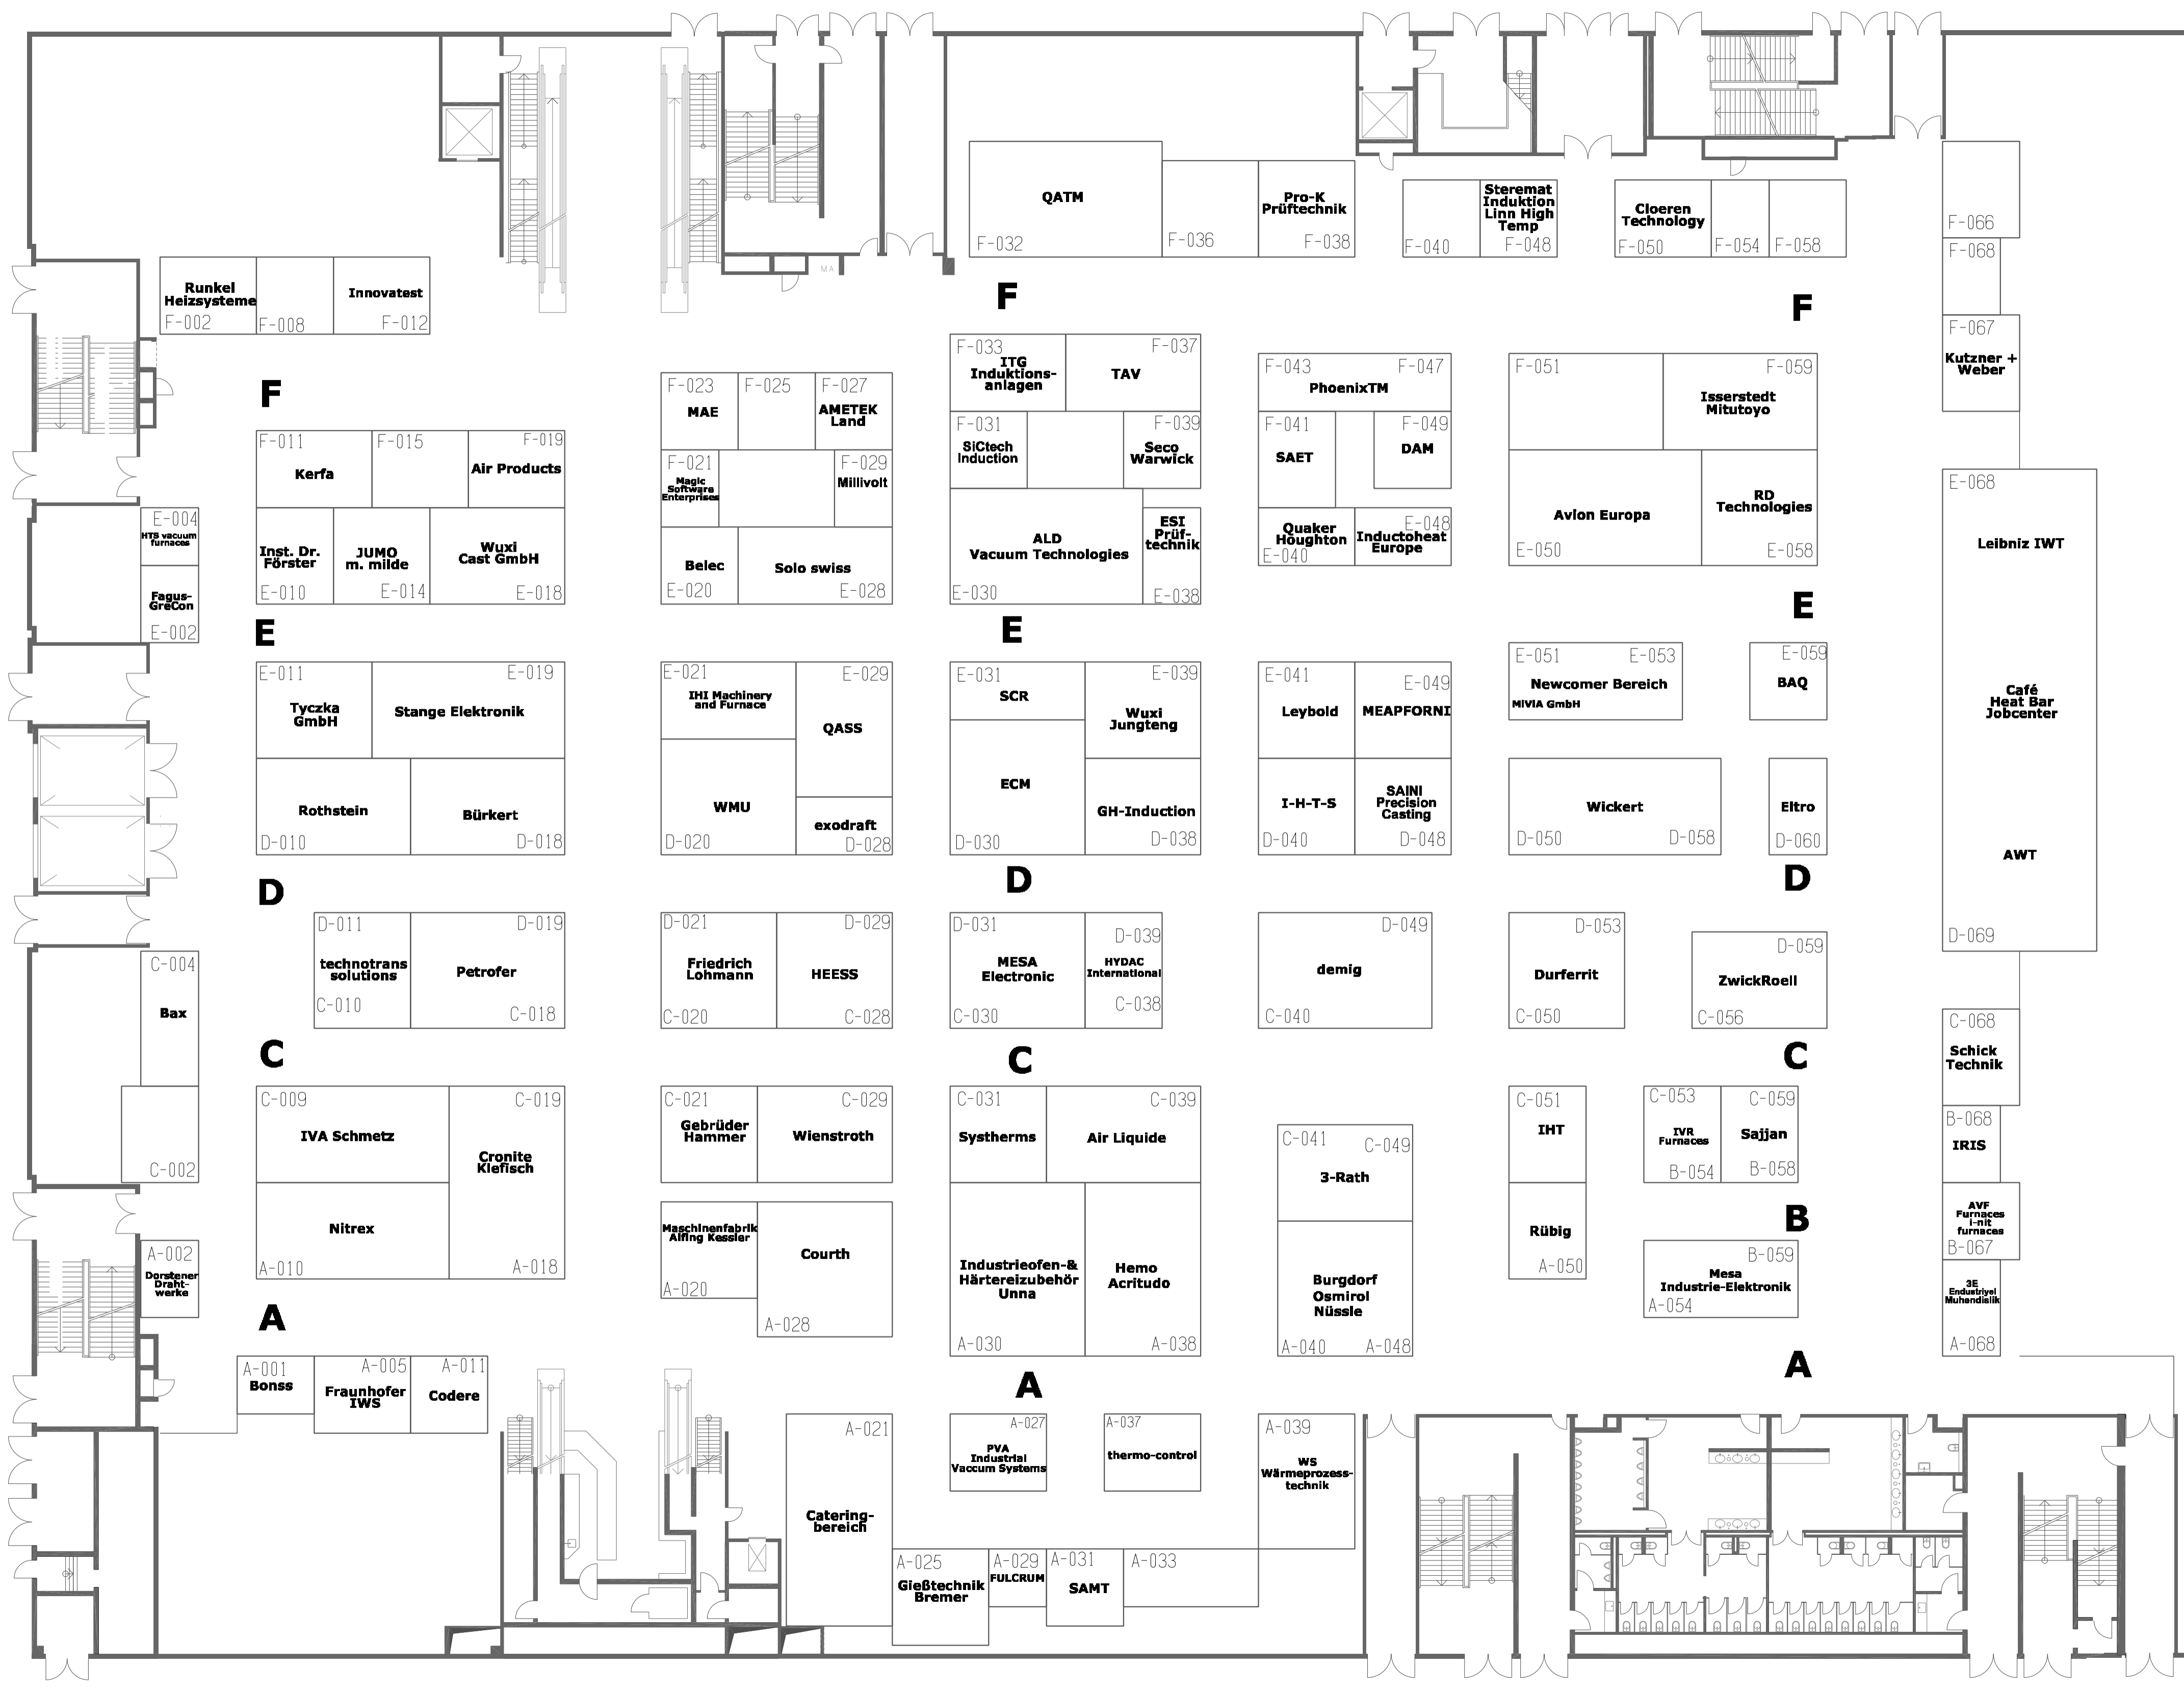 QATM
F-032
F-036
Pro-K
Prüftechnik
F-038
F-040
Steremat
Induktion
Linn High
Temp
F-048
Cloeren
Technology
F-050
F-054
F-058
F-066
F-068
F-067
Kutzner +
Weber
MA
Runkel
Heizsysteme
F-002
F-008
Innovatest
F-012
F
F
F
F-023
MAE
F-025
F-027
AMETEK
Land
F-021
Magic
Software
Enterprises
F-029
Millivolt
Belec
E-020
Solo swiss
E-028
F-033
ITG
Induktions-
anlagen
F-037
TAV
F-031
SiCtech
Induction
F-039
Seco
Warwick
ALD
Vacuum Technologies
E-030
ESI
Prüf-
technik
E-038
F-043
F-047
PhoenixTM
F-041
SAET
F-049
DAM
Quaker
Houghton
E-040
E-048
Inductoheat
Europe
F-051
F-059
Isserstedt
Mitutoyo
Avion Europa
E-050
RD
Technologies
E-058
F-011
Kerfa
F-015
F-019
Air Products
Inst. Dr.
Förster
E-010
JUMO
m. milde
E-014
Wuxi
Cast GmbH
E-018
E-004
HTS vacuum
furnaces
Fagus-
GreCon
E-002
E-068
Leibniz IWT
Café
Heat Bar
Jobcenter
AWT
D-069
E
E
E
E-011
Tyczka
GmbH
E-019
Stange Elektronik
Rothstein
D-010
Bürkert
D-018
E-021
IHI Machinery
and Furnace
E-029
QASS
WMU
D-020
exodraft
D-028
E-031
SCR
E-039
Wuxi
Jungteng
ECM
D-030
GH-Induction
D-038
E-041
Leybold
E-049
MEAPFORNI
I-H-T-S
D-040
SAINI
Precision
Casting
D-048
E-051
E-053
Newcomer Bereich
MiViA GmbH
E-059
BAQ
Wickert
D-050
D-058
Eltro
D-060
D
D
D
D-011
technotrans
solutions
C-010
D-019
Petrofer
C-018
D-021
Friedrich
Lohmann
C-020
D-029
HEESS
C-028
D-031
MESA
Electronic
C-030
D-039
HYDAC
International
C-038
D-049
demig
C-040
D-053
Durferrit
C-050
D-059
ZwickRoell
C-056
C-004
Bax
C-002
C-068
Schick
Technik
B-068
IRIS
AVF
Furnaces
i-nit
furnaces
B-067
3E
Endustriyel
Muhendislik
A-068
C
C
C
C-009
IVA Schmetz
C-019
Cronite
Klefisch
Nitrex
A-010
A-018
C-021
Gebrüder
Hammer
C-029
Wienstroth
Maschinenfabrik
Alfing Kessler
A-020
Courth
A-028
C-031
Systherms
C-039
Air Liquide
Industrieofen-&
Härtereizubehör
Unna
A-030
Hemo
Acritudo
A-038
C-041
C-049
3-Rath
Burgdorf
Osmirol
Nüssle
A-040
A-048
C-051
IHT
Rübig
A-050
C-053
IVR
Furnaces
B-054
C-059
Sajjan
B-058
B
B-059
Mesa
Industrie-Elektronik
A-054
A-002
Dorstener
Draht-
werke
A
A
A
A-001
Bonss
A-005
Fraunhofer
IWS
A-011
Codere
A-021
Catering-
bereich
A-027
PVA
Industrial
Vaccum Systems
A-037
thermo-control
A-039
WS
Wärmeprozess-
technik
A-025
Gießtechnik
Bremer
A-029
FULCRUM
A-031
SAMT
A-033